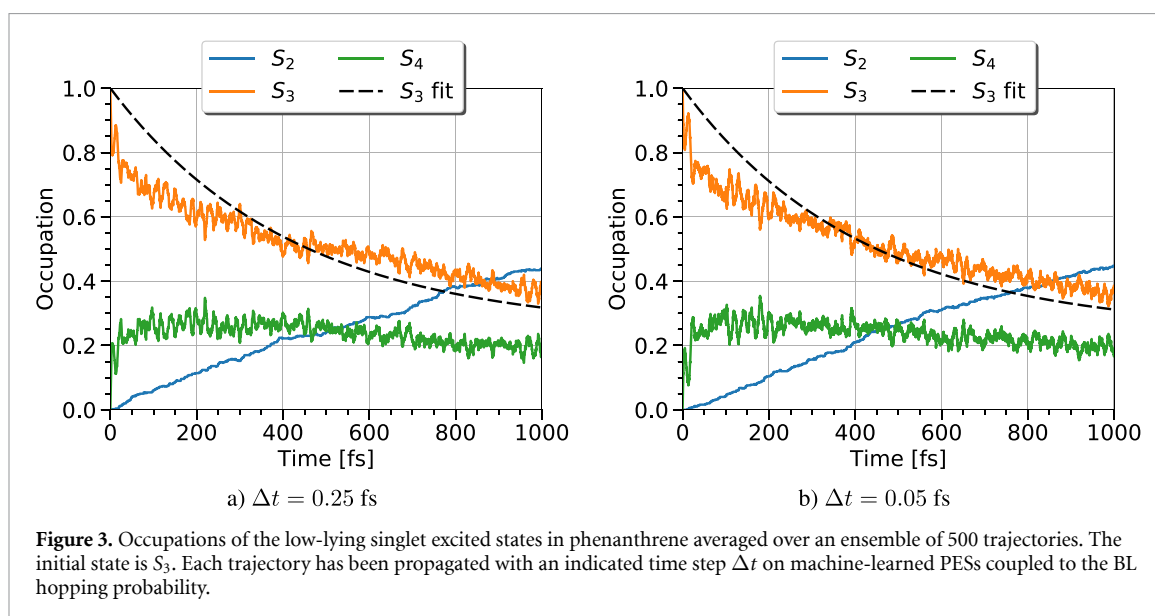 S2 S4
S3 S3 fit
1.0
0.8
0.6
0.4
0.2
0.0
Occupation
0 200 400 600 800 1000
Time [fs]
a) Δt = 0.25 fs
S2 S4
S3 S3 fit
1.0
0.8
0.6
0.4
0.2
0.0
Occupation
0 200 400 600 800 1000
Time [fs]
b) Δt = 0.05 fs
Figure 3. Occupations of the low-lying singlet excited states in phenanthrene averaged over an ensemble of 500 trajectories. The
initial state is S3. Each trajectory has been propagated with an indicated time step Δt on machine-learned PESs coupled to the BL
hopping probability.